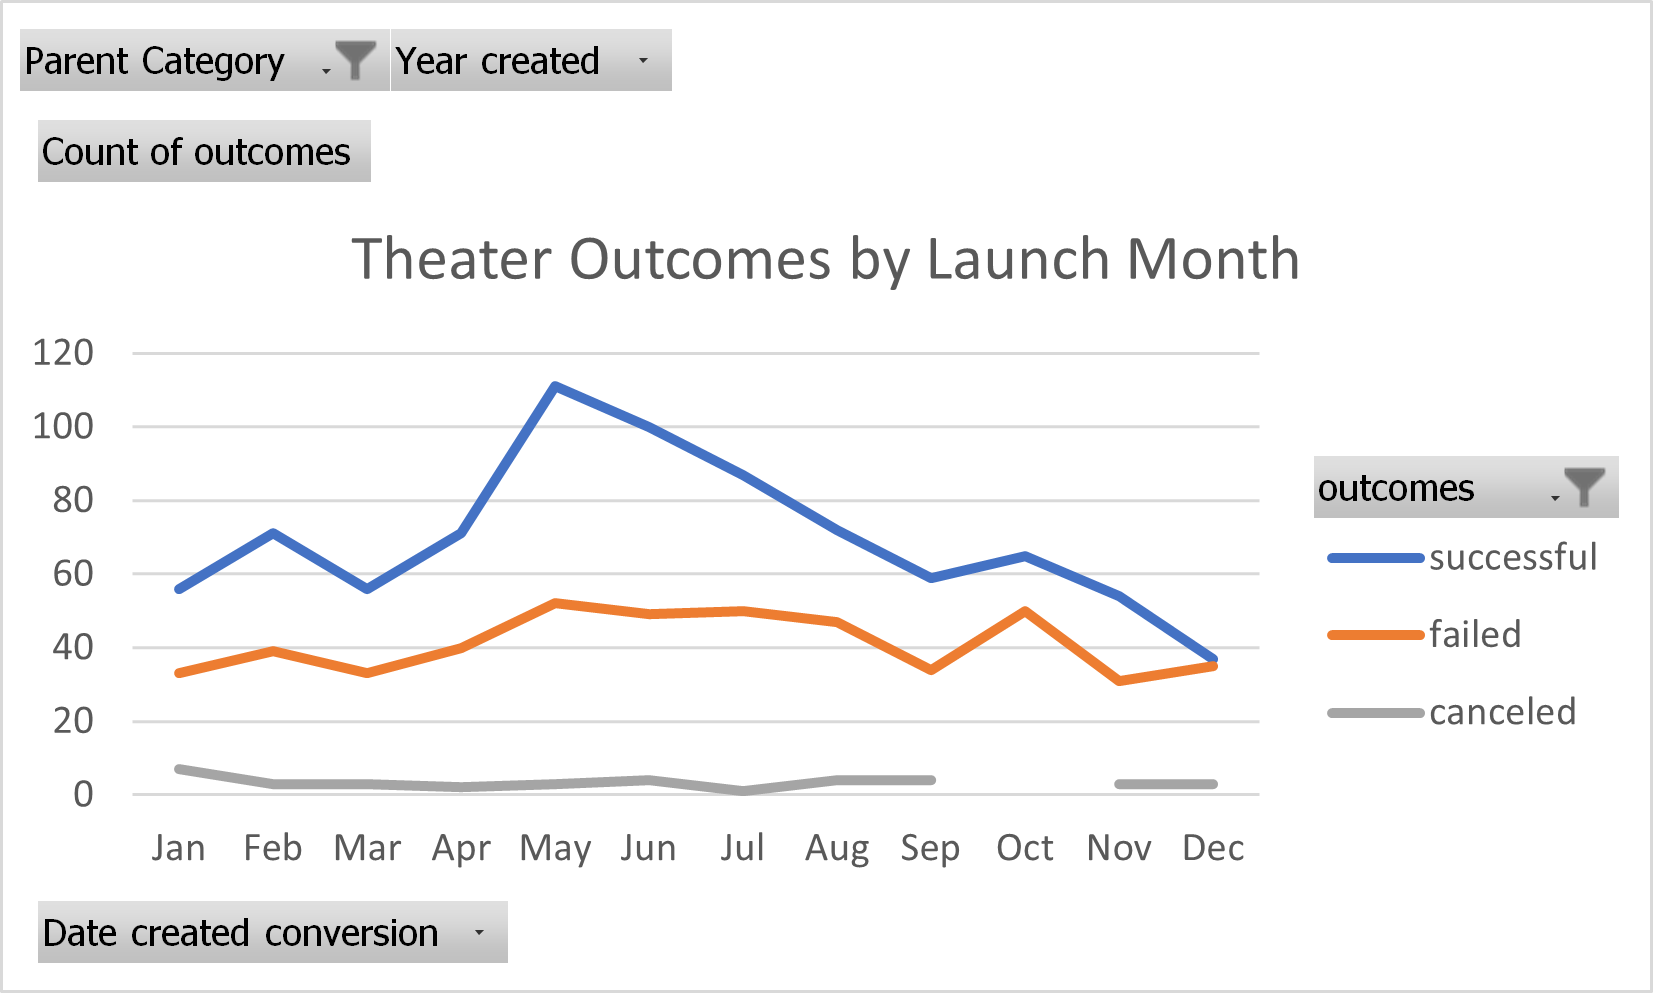 Parent Category Year created
Count of outcomes
Theater Outcomes by Launch Month
120
100
80
60
40
20
0
Jan Feb Mar Apr May Jun Jul Aug Sep Oct Nov Dec
outcomes
successful
failed
canceled
Date created conversion